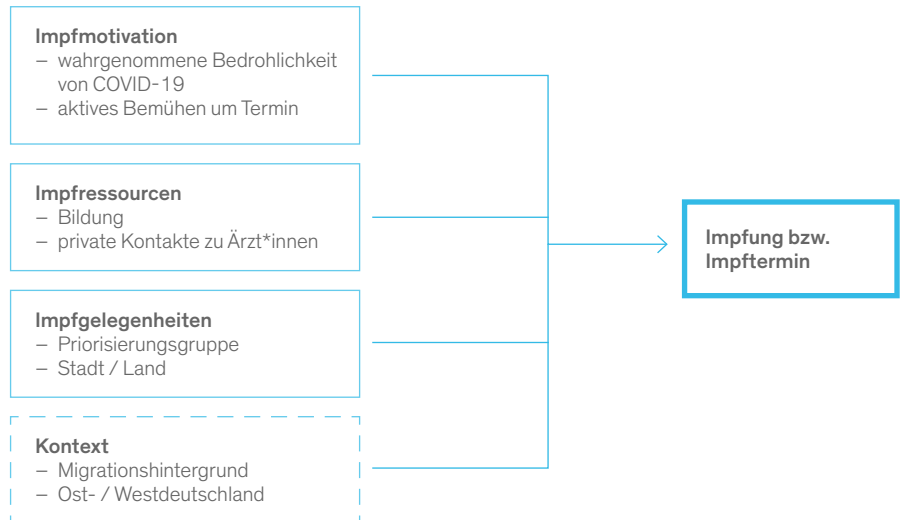 Impfmotivation
– wahrgenommene Bedrohlichkeit
von COVID-19
– aktives Bemühen um Termin
Impfressourcen
– Bildung
– private Kontakte zu Ärzt*innen
Impfgelegenheiten
– Priorisierungsgruppe
– Stadt / Land
Kontext
– Migrationshintergrund
– Ost- / Westdeutschland
Impfung bzw.
Impftermin